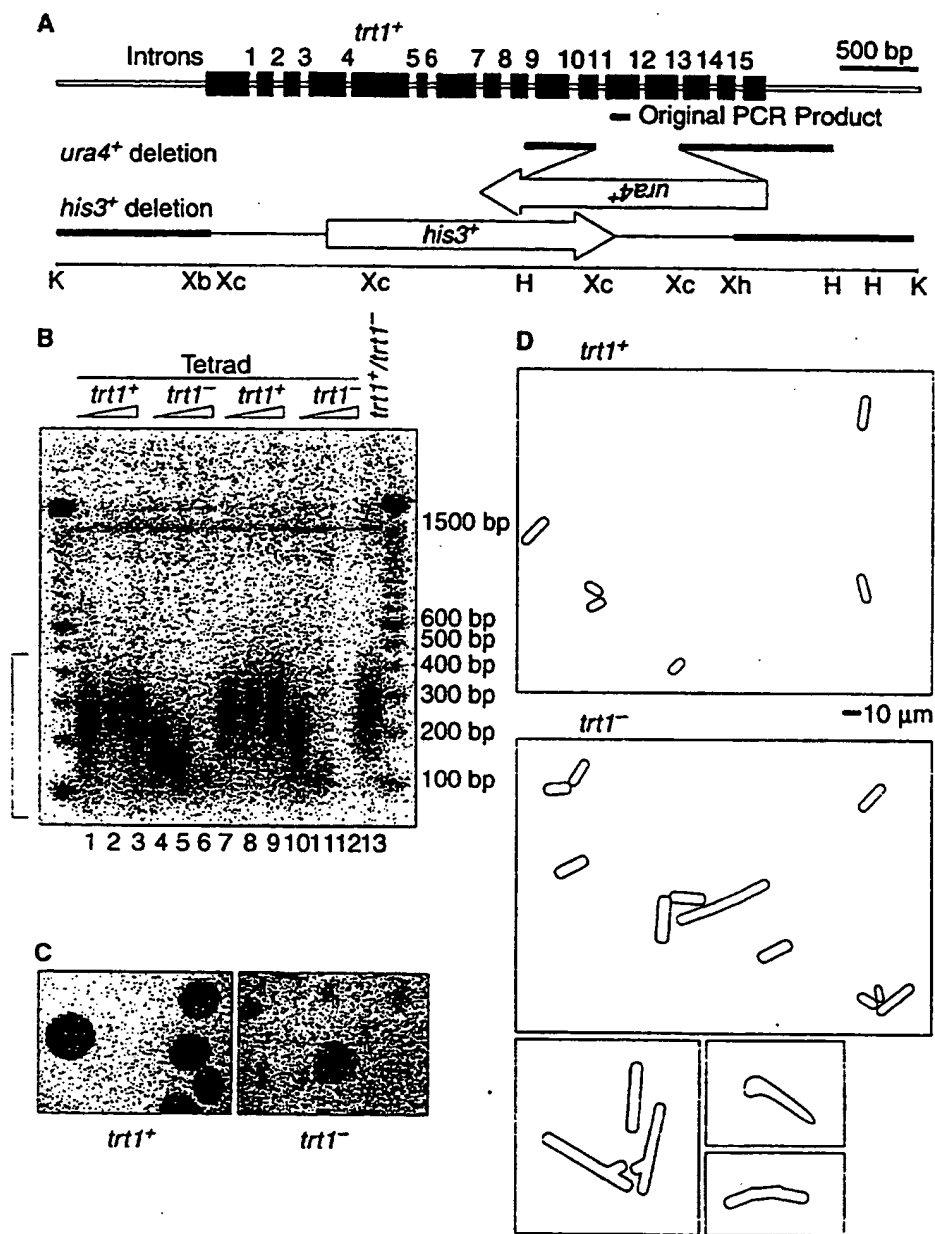 A
trt1+
Introns 1 2 3 4 5 6 7 8 9 10 11 12 13 14 15
500 bp
Original PCR Product
ura4+ deletion
ura4+
his3+ deletion
his3+
K Xb Xc Xc H Xc Xc Xh H H K
B
Tetrad
trt1+ trt1− trt1+ trt1− trt1+/trt1−
1500 bp
600 bp
500 bp
400 bp
300 bp
200 bp
100 bp
1 2 3 4 5 6 7 8 9 10 11 12 13
C
trt1+ trt1−
D
trt1+
10 μm
trt1−